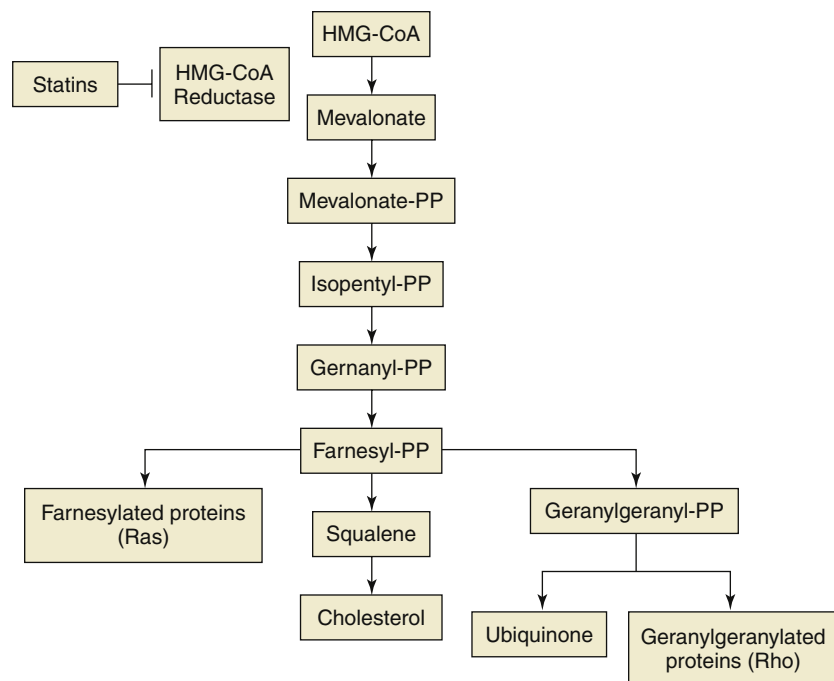 HMG-CoA
Statins
HMG-CoA
Reductase
Mevalonate
Mevalonate-PP
Isopentyl-PP
Gernanyl-PP
Farnesyl-PP
Farnesylated proteins
(Ras)
Squalene
Geranylgeranyl-PP
Cholesterol
Ubiquinone
Geranylgeranylated
proteins (Rho)